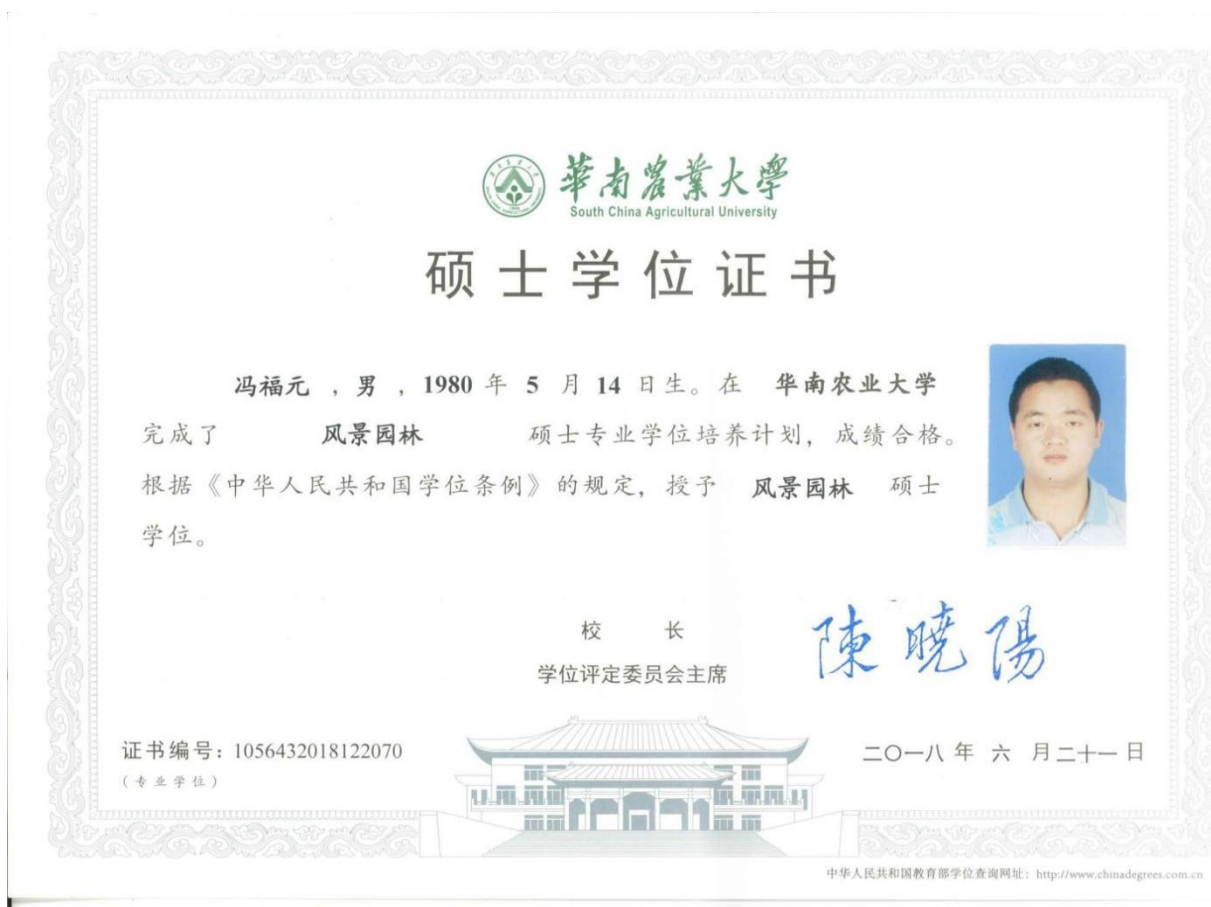 華南農業大學
South China Agricultural University
硕士学位证书
冯福元 ,男 ,1980 年 5 月 14 日生。在 华南农业大学
完成了 风景园林 硕士专业学位培养计划，成绩合格。
根据《中华人民共和国学位条例》的规定，授予 风景园林 硕士
学位。
校 长
学位评定委员会主席
陳曉陽
证书编号：1056432018122070
（专业学位）
二〇一八 年 六 月二十一 日
中华人民共和国教育部学位查询网址：http://www.chinadegrees.com.cn